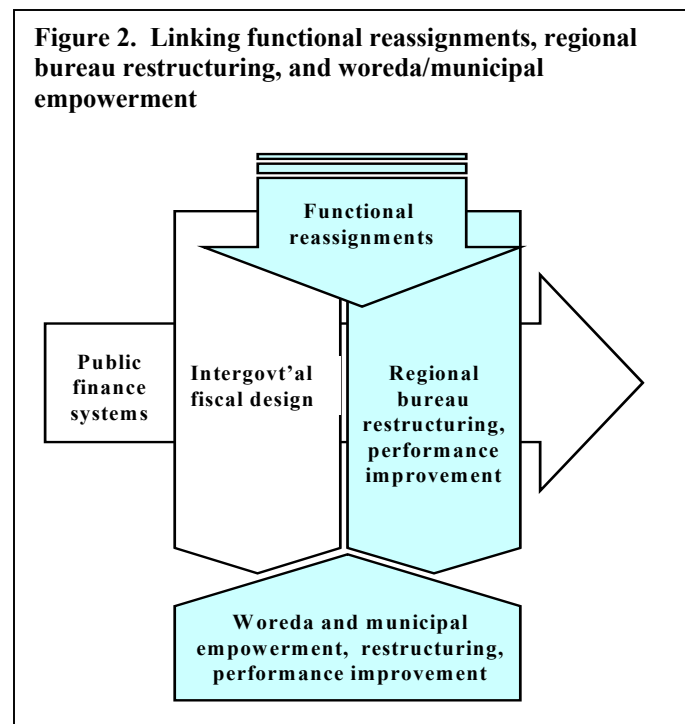 Figure 2. Linking functional reassignments, regional
bureau restructuring, and woreda/municipal
empowerment
Functional
reassignments
Public
finance
systems
Intergovt’al
fiscal design
Regional
bureau
restructuring,
performance
improvement
Woreda and municipal
empowerment, restructuring,
performance improvement